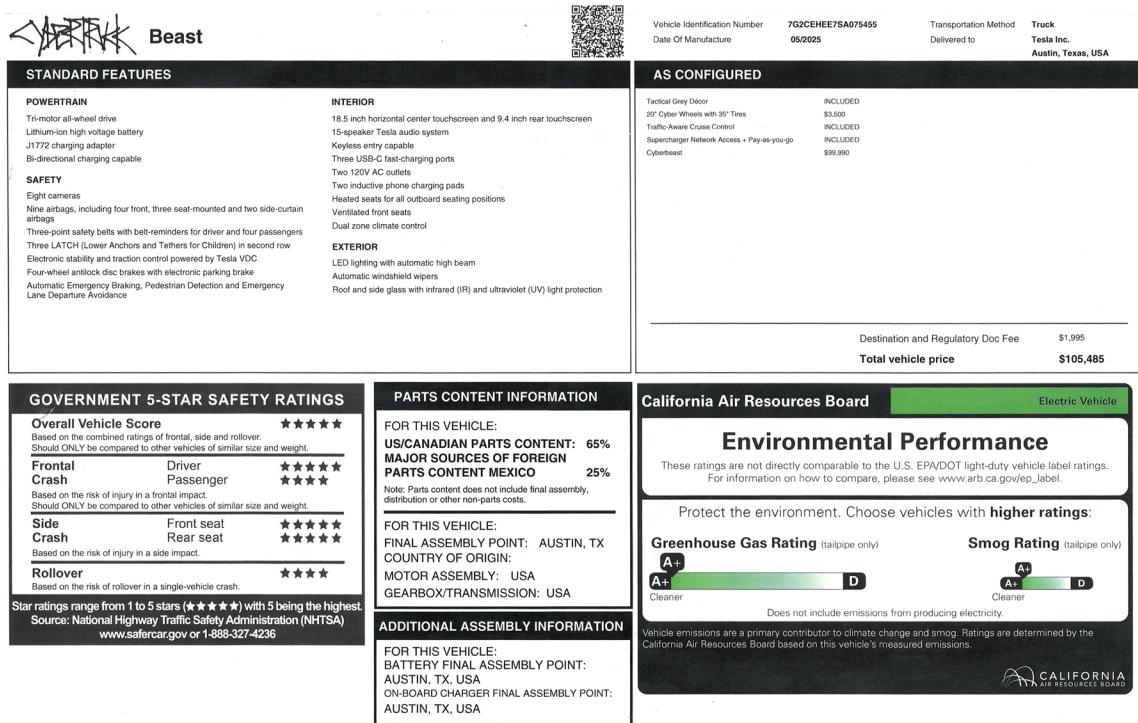 CYBERTRUCK Beast
Vehicle Identification Number 7G2CEHEE7SA075455 Transportation Method Truck
Date Of Manufacture 05/2025 Delivered to Tesla Inc.
Austin, Texas, USA
STANDARD FEATURES
POWERTRAIN
Tri-motor all-wheel drive
Lithium-ion high voltage battery
J1772 charging adapter
Bi-directional charging capable
SAFETY
Eight cameras
Nine airbags, including four front, three seat-mounted and two side-curtain
airbags
Three-point safety belts with belt-reminders for driver and four passengers
Three LATCH (Lower Anchors and Tethers for Children) in second row
Electronic stability and traction control powered by Tesla VDC
Four-wheel antilock disc brakes with electronic parking brake
Automatic Emergency Braking, Pedestrian Detection and Emergency
Lane Departure Avoidance
INTERIOR
18.5 inch horizontal center touchscreen and 9.4 inch rear touchscreen
15-speaker Tesla audio system
Keyless entry capable
Three USB-C fast-charging ports
Two 120V AC outlets
Two inductive phone charging pads
Heated seats for all outboard seating positions
Ventilated front seats
Dual zone climate control
EXTERIOR
LED lighting with automatic high beam
Automatic windshield wipers
Roof and side glass with infrared (IR) and ultraviolet (UV) light protection
AS CONFIGURED
Tactical Grey Décor INCLUDED
20" Cyber Wheels with 35" Tires $3,500
Traffic-Aware Cruise Control INCLUDED
Supercharger Network Access + Pay-as-you-go INCLUDED
Cyberbeast $99,990
Destination and Regulatory Doc Fee $1,995
Total vehicle price $105,485
GOVERNMENT 5-STAR SAFETY RATINGS
Overall Vehicle Score ★★★★★
Based on the combined ratings of frontal, side and rollover.
Should ONLY be compared to other vehicles of similar size and weight.
Frontal Driver ★★★★★
Crash Passenger ★★★★
Based on the risk of injury in a frontal impact.
Should ONLY be compared to other vehicles of similar size and weight.
Side Front seat ★★★★★
Crash Rear seat ★★★★★
Based on the risk of injury in a side impact.
Rollover ★★★★
Based on the risk of rollover in a single-vehicle crash.
Star ratings range from 1 to 5 stars (★★★★★) with 5 being the highest.
Source: National Highway Traffic Safety Administration (NHTSA)
www.safercar.gov or 1-888-327-4236
PARTS CONTENT INFORMATION
FOR THIS VEHICLE:
US/CANADIAN PARTS CONTENT: 65%
MAJOR SOURCES OF FOREIGN
PARTS CONTENT MEXICO 25%
Note: Parts content does not include final assembly,
distribution or other non-parts costs.
FOR THIS VEHICLE:
FINAL ASSEMBLY POINT: AUSTIN, TX
COUNTRY OF ORIGIN:
MOTOR ASSEMBLY: USA
GEARBOX/TRANSMISSION: USA
ADDITIONAL ASSEMBLY INFORMATION
FOR THIS VEHICLE:
BATTERY FINAL ASSEMBLY POINT:
AUSTIN, TX, USA
ON-BOARD CHARGER FINAL ASSEMBLY POINT:
AUSTIN, TX, USA
California Air Resources Board Electric Vehicle
Environmental Performance
These ratings are not directly comparable to the U.S. EPA/DOT light-duty vehicle label ratings.
For information on how to compare, please see www.arb.ca.gov/ep_label.
Protect the environment. Choose vehicles with higher ratings:
Greenhouse Gas Rating (tailpipe only) Smog Rating (tailpipe only)
A+ A+
A+ D A+ D
Cleaner Cleaner
Does not include emissions from producing electricity.
Vehicle emissions are a primary contributor to climate change and smog. Ratings are determined by the
California Air Resources Board based on this vehicle's measured emissions.
CALIFORNIA
AIR RESOURCES BOARD